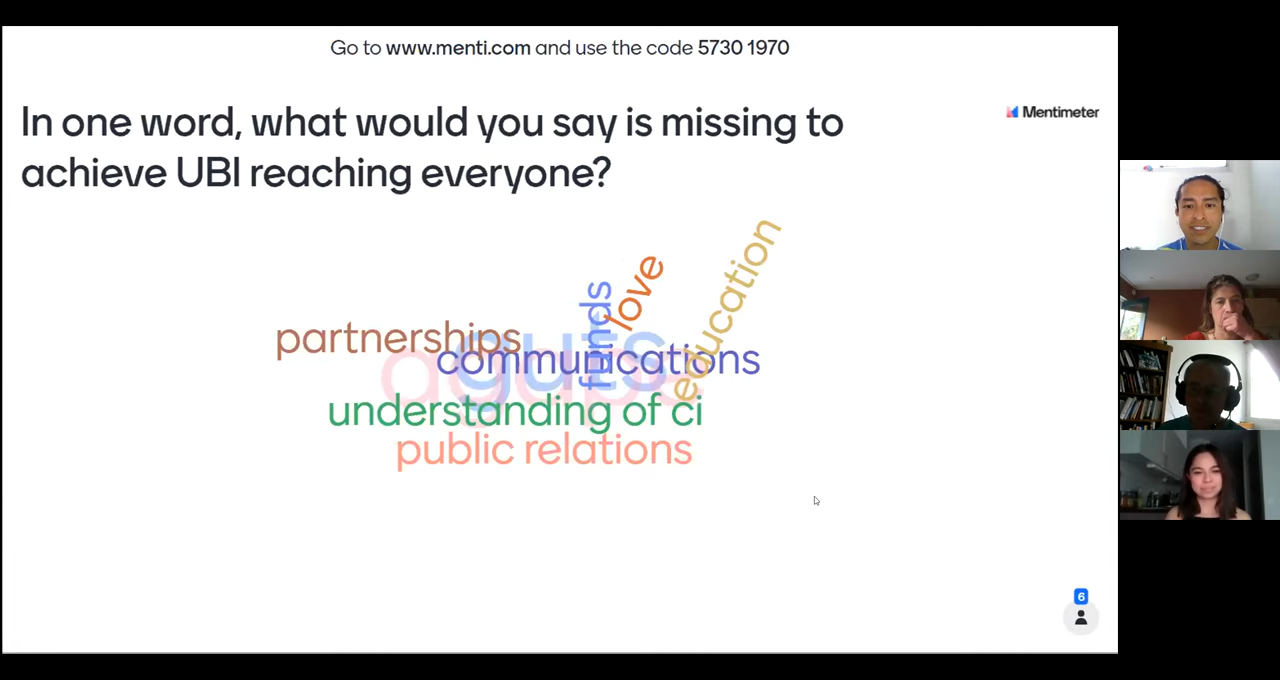 Go to www.menti.com and use the code 5730 1970
Mentimeter
In one word, what would you say is missing to
achieve UBI reaching everyone?
education
love
funds
partnerships
guts
communications
understanding of ci
public relations
6